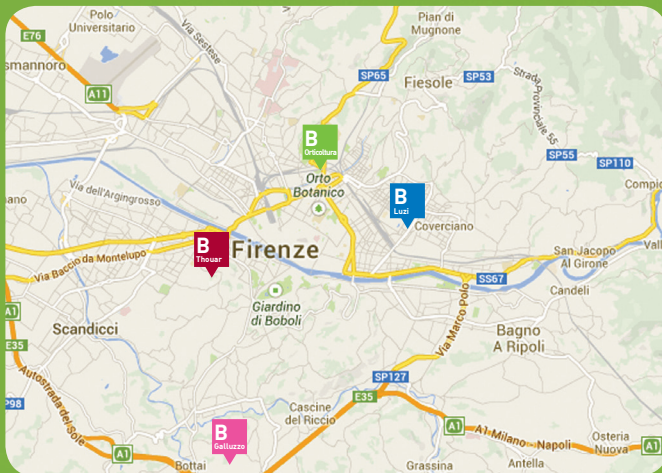 Polo
Universitario
E76
smannoro
A11
Via Sestese
Pian di
Mugnone
SP65
Fiesole
SP53
Strada Provinciale 55
SP55
SP110
B
Orticoltura
Orto
Botanico
Via dell'Argingrosso
ano
Compio
B
Luzi
Coverciano
B
Thouar
Firenze
San Jacopo
Al Girone
Vall
Via Baccio da Montelupo
SS67
Candeli
A1
Giardino
di Boboli
Via Marco Polo
Scandicci
Bagno
A Ripoli
E35
SP127
Autostrada del Sole
P98
E35
Cascine
del Riccio
B
Galluzzo
A1
A1 Milano - Napoli
Osteria
Nuova
A1
A1
Bottai
Grassina
Antella